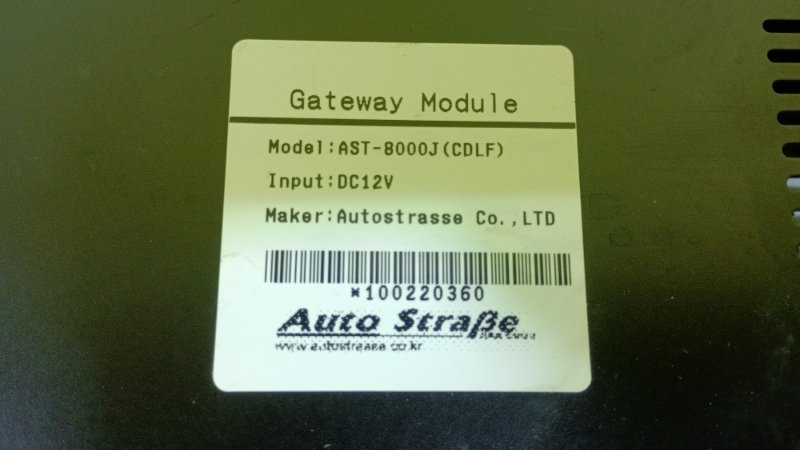 Gateway Module
Model:AST-8000J(CDLF)
Input:DC12V
Maker:Autostrasse Co.,LTD
*100220360
Auto Straße
www.autostrasse.co.kr